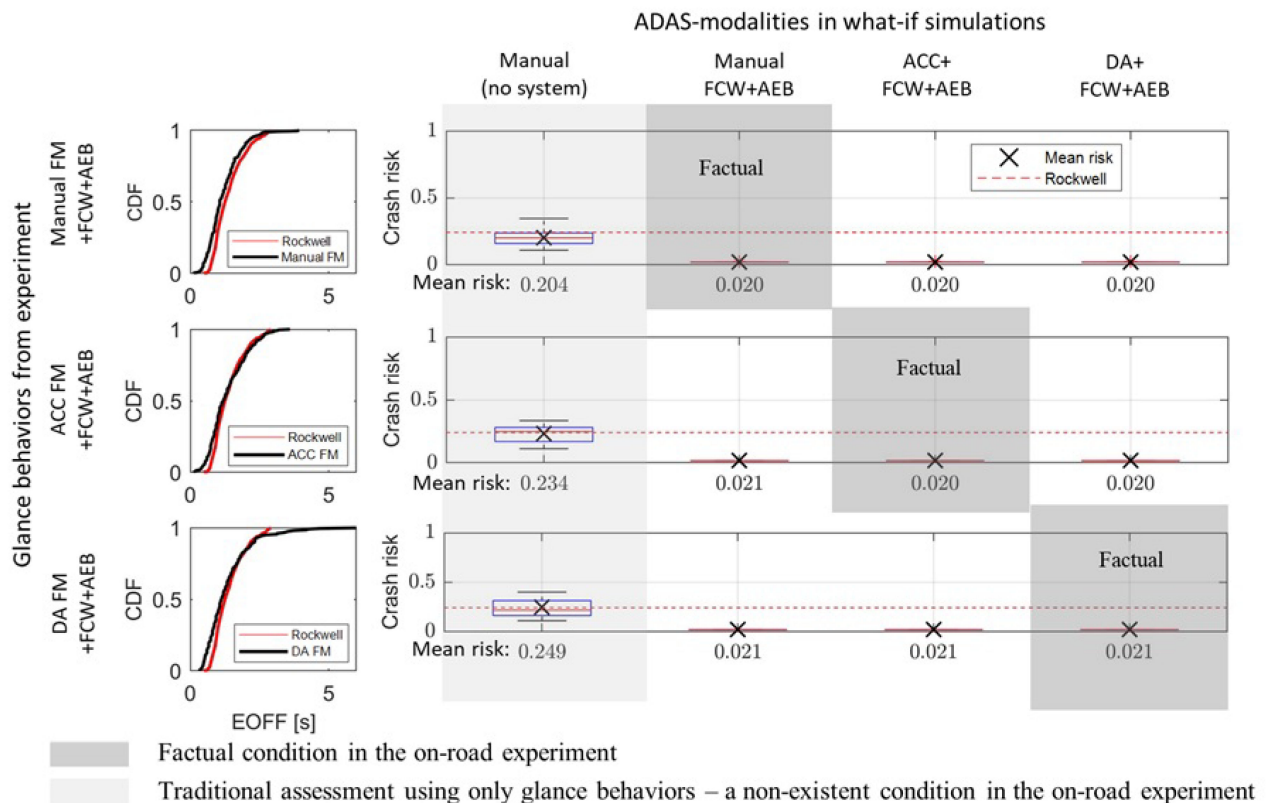 ADAS-modalities in what-if simulations
Manual
(no system)
Manual
FCW+AEB
ACC+
FCW+AEB
DA+
FCW+AEB
Glance behaviors from experiment
Manual FM
+FCW+AEB
CDF
1
0.5
0
0
5
Rockwell
Manual FM
Crash risk
1
0.5
0
Factual
Mean risk
Rockwell
Mean risk: 0.204
0.020
0.020
0.020
ACC FM
+FCW+AEB
CDF
1
0.5
0
0
5
Rockwell
ACC FM
Crash risk
1
0.5
0
Factual
Mean risk: 0.234
0.021
0.020
0.020
DA FM
+FCW+AEB
CDF
1
0.5
0
0
5
Rockwell
DA FM
EOFF [s]
Crash risk
1
0.5
0
Factual
Mean risk: 0.249
0.021
0.021
0.021
Factual condition in the on-road experiment
Traditional assessment using only glance behaviors – a non-existent condition in the on-road experiment